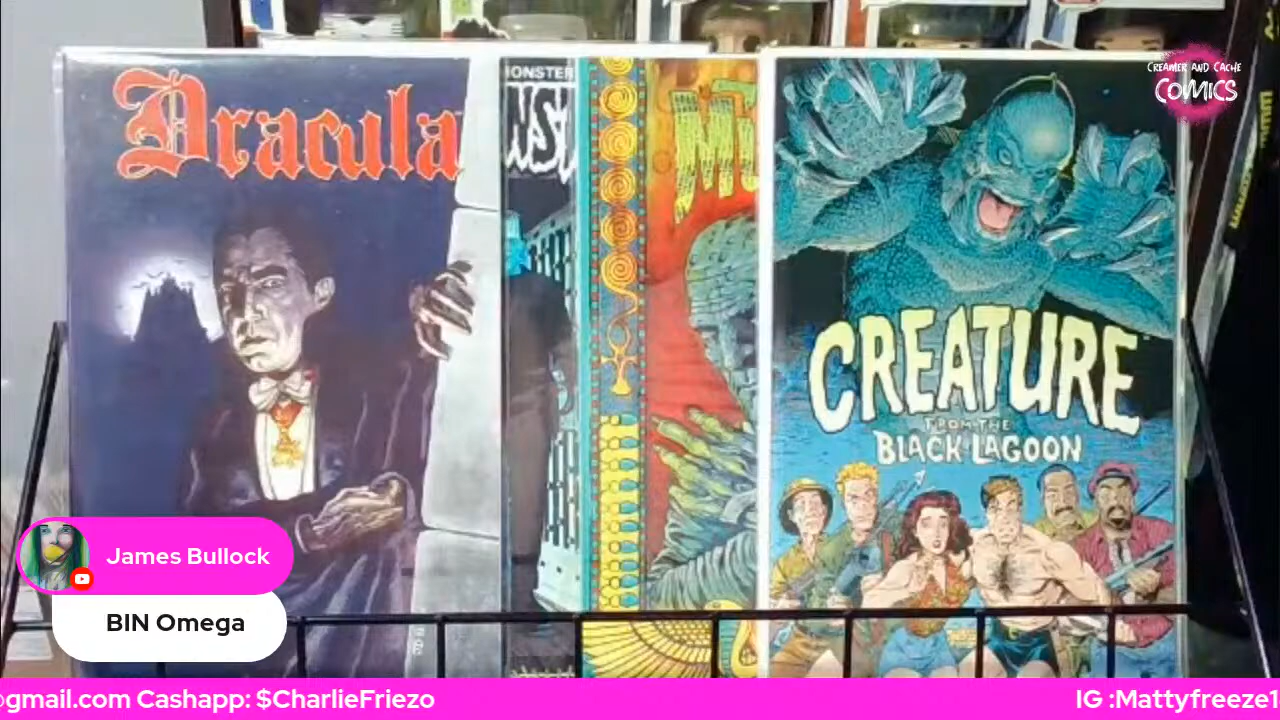 Dracula
MONSTER
CREAMER AND CACHE
COMICS
CREATURE
FROM THE
BLACK LAGOON
James Bullock
BIN Omega
@gmail.com Cashapp: $CharlieFriezo
IG :Mattyfreeze1